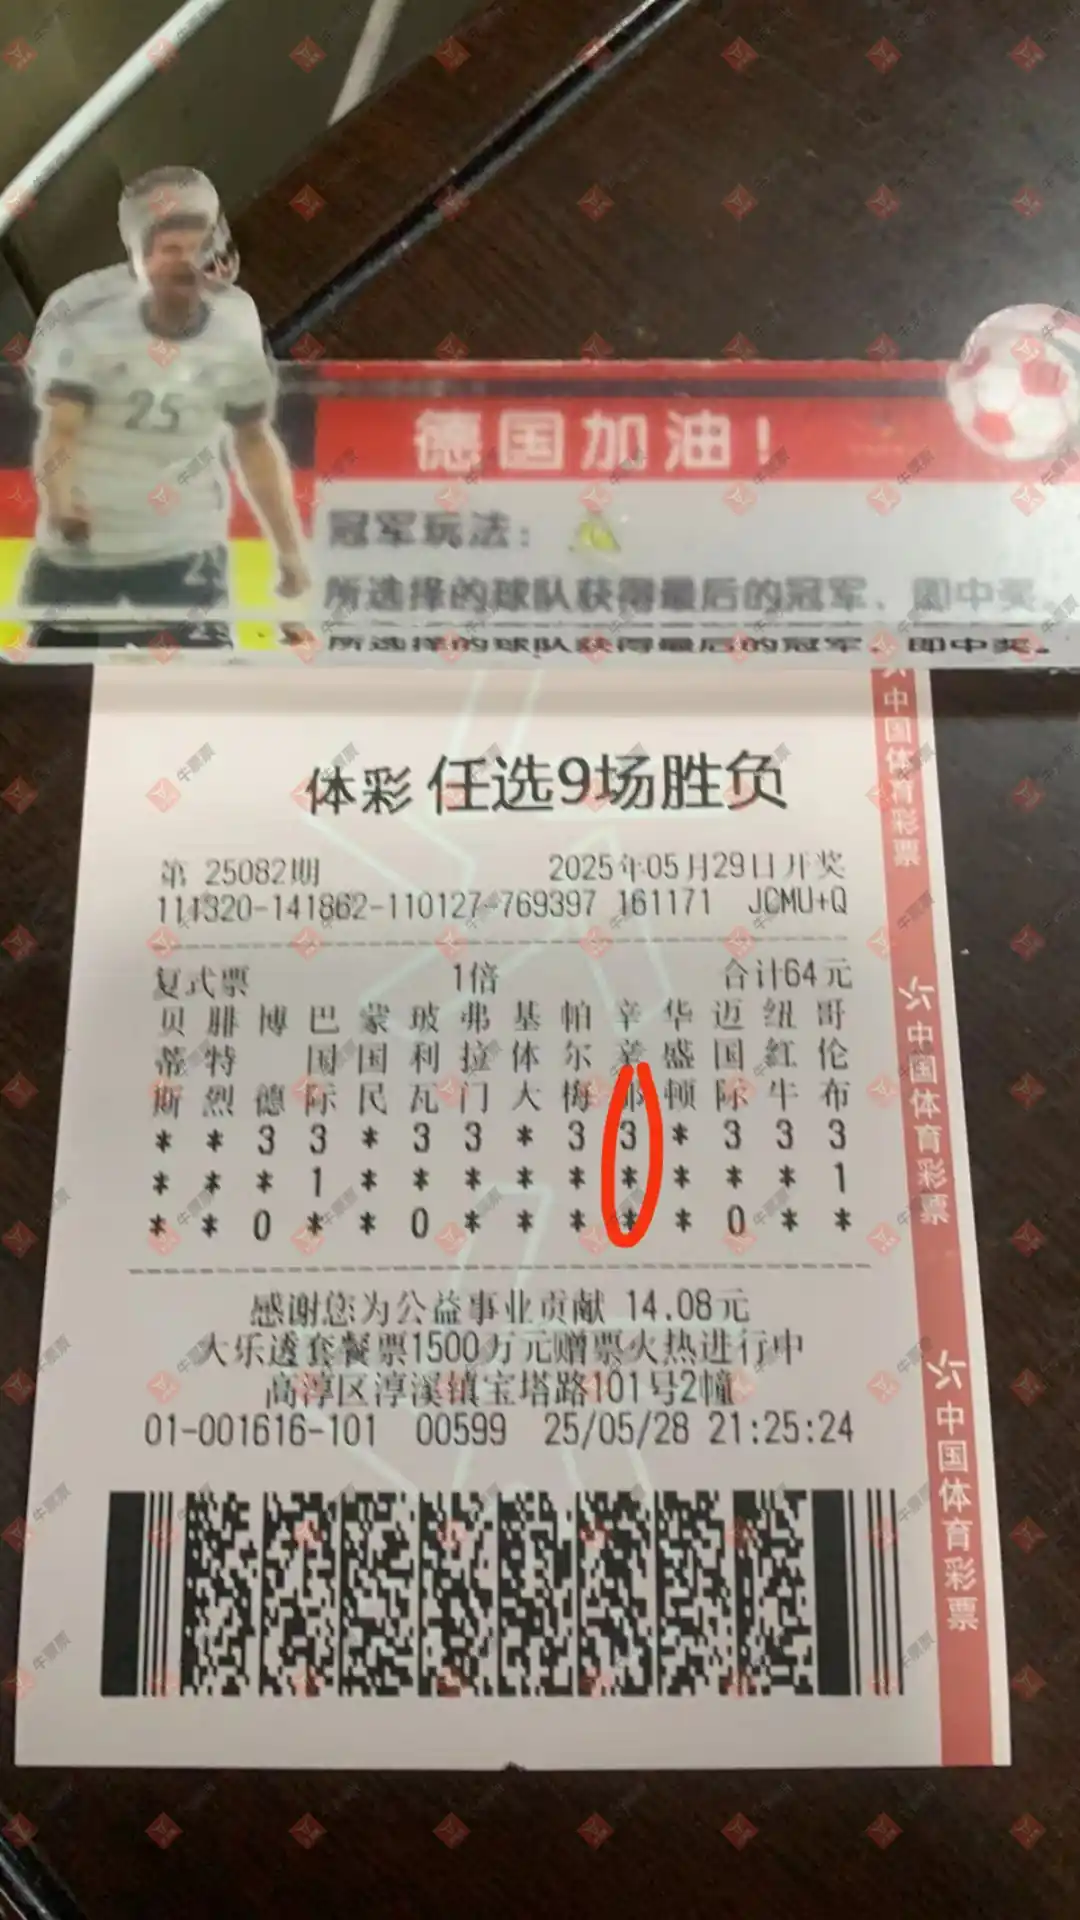 25
德国加油！
冠军玩法：
所选择的球队获得最后的冠军、即中奖。
所选择的球队获得最后的冠军、即中奖。
体彩 任选9场胜负
第 25082期 2025年05月29日开奖
111320-141862-110127-769397 161171 JCMU+Q
复式票 1倍 合计64元
贝 腓 博 巴 蒙 玻 弗 基 帕 辛 华 迈 纽 哥
蒂 特 国 国 利 拉 体 尔 辛 盛 国 红 伦
斯 烈 德 际 民 瓦 门 大 梅 那 顿 际 牛 布
* * 3 3 * 3 3 * 3 3 * 3 3 3
* * * 1 * * * * * * * * * 1
* * 0 * * 0 * * * * * 0 * *
感谢您为公益事业贡献 14.08元
大乐透套餐票1500万元赠票火热进行中
高淳区淳溪镇宝塔路101号2幢
01-001616-101 00599 25/05/28 21:25:24
中国体育彩票
中国体育彩票
中国体育彩票
牛票票